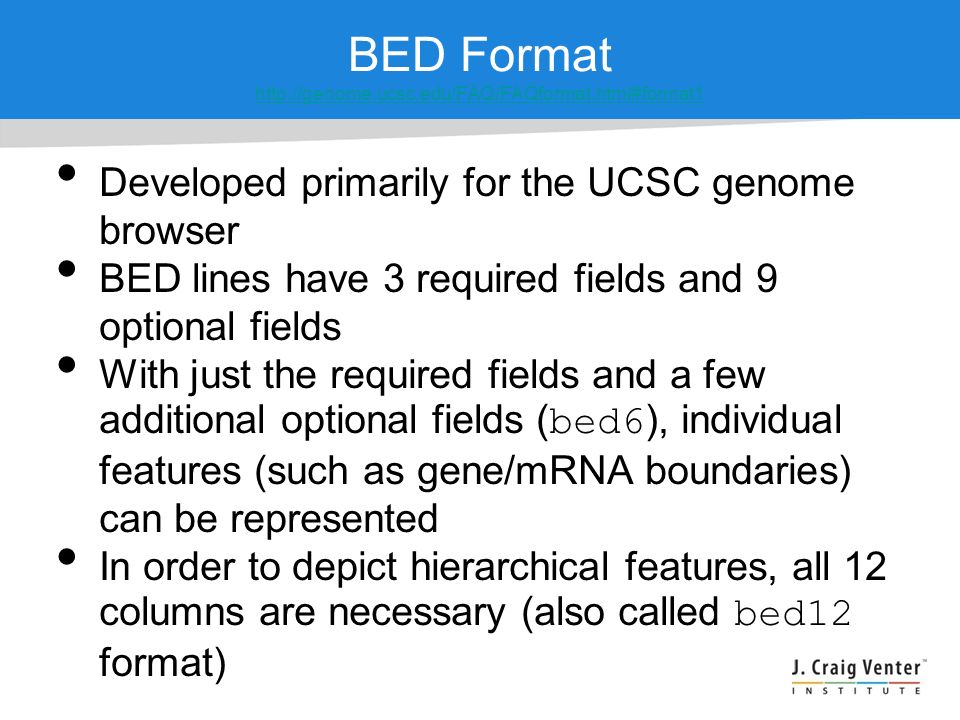 BED Format
http://genome.ucsc.edu/FAQ/FAQformat.html#format1
• Developed primarily for the UCSC genome
browser
• BED lines have 3 required fields and 9
optional fields
• With just the required fields and a few
additional optional fields (bed6), individual
features (such as gene/mRNA boundaries)
can be represented
• In order to depict hierarchical features, all 12
columns are necessary (also called bed12
format)
J. Craig Venter™
INSTITUTE